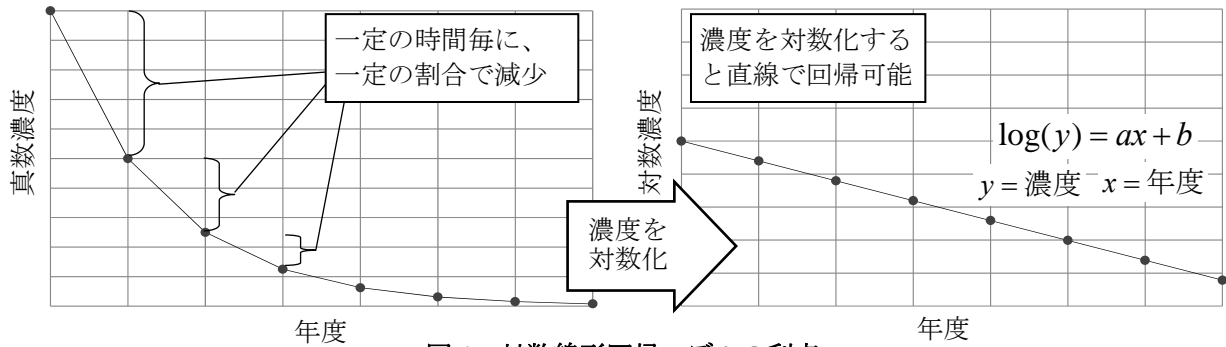 一定の時間毎に、
一定の割合で減少
真数濃度
年度
濃度を
対数化
濃度を対数化する
と直線で回帰可能
対数濃度
log(y) = ax + b
y = 濃度 x = 年度
年度